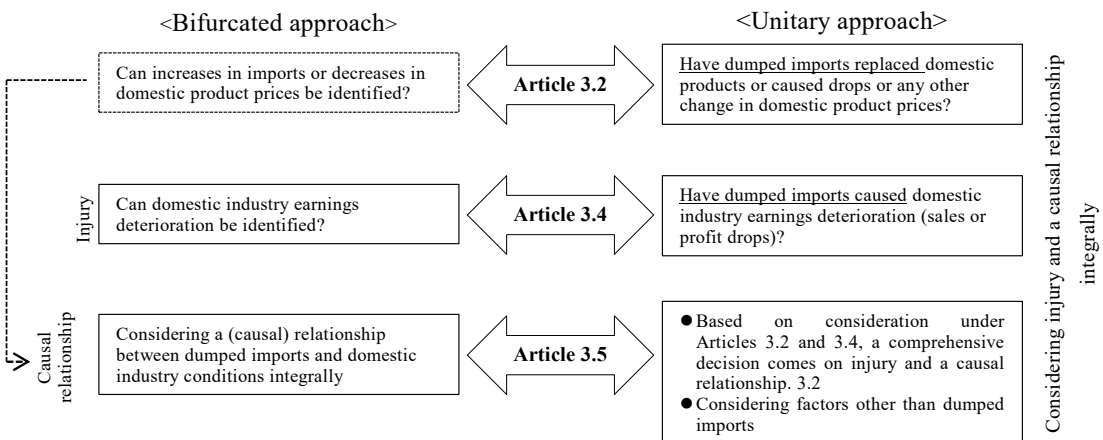 <Bifurcated approach>
<Unitary approach>
Can increases in imports or decreases in
domestic product prices be identified?
Article 3.2
Have dumped imports replaced domestic
products or caused drops or any other
change in domestic product prices?
Injury
Can domestic industry earnings
deterioration be identified?
Article 3.4
Have dumped imports caused domestic
industry earnings deterioration (sales or
profit drops)?
Causal
relationship
Considering a (causal) relationship
between dumped imports and domestic
industry conditions integrally
Article 3.5
●Based on consideration under
Articles 3.2 and 3.4, a comprehensive
decision comes on injury and a causal
relationship. 3.2
●Considering factors other than dumped
imports
Considering injury and a causal relationship
integrally